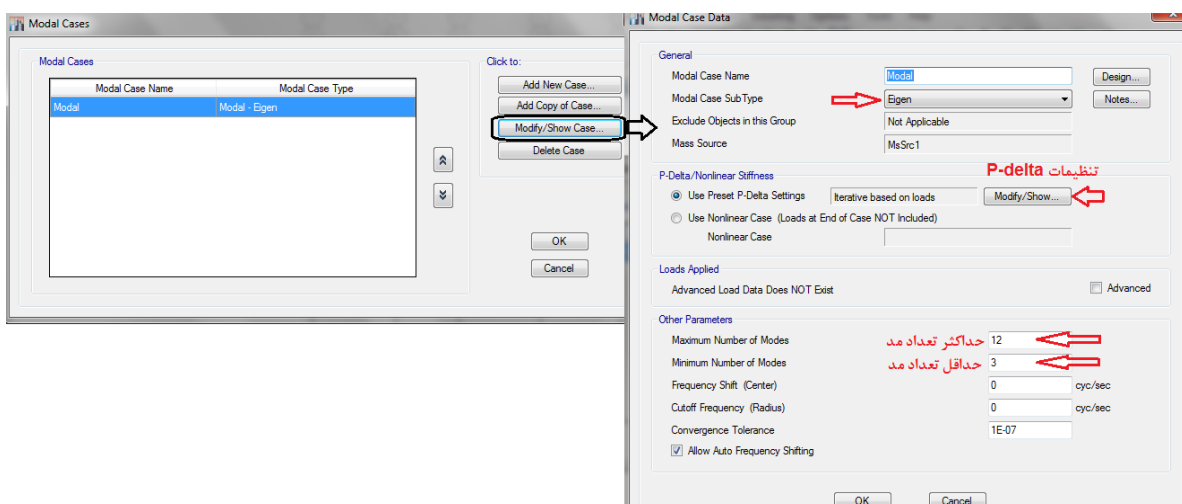 Modal Cases
Modal Cases
Modal Case Name Modal Case Type
Modal Modal - Eigen
Click to:
Add New Case...
Add Copy of Case...
Modify/Show Case...
Delete Case
OK
Cancel
Modal Case Data
General
Modal Case Name Modal Design...
Modal Case SubType Eigen Notes...
Exclude Objects in this Group Not Applicable
Mass Source MsSrc1
تنظیمات P-delta
P-Delta/Nonlinear Stiffness
Use Preset P-Delta Settings Iterative based on loads Modify/Show...
Use Nonlinear Case (Loads at End of Case NOT Included)
Nonlinear Case
Loads Applied
Advanced Load Data Does NOT Exist Advanced
Other Parameters
Maximum Number of Modes حداکثر تعداد مد 12
Minimum Number of Modes حداقل تعداد مد 3
Frequency Shift (Center) 0 cyc/sec
Cutoff Frequency (Radius) 0 cyc/sec
Convergence Tolerance 1E-07
Allow Auto Frequency Shifting
OK Cancel